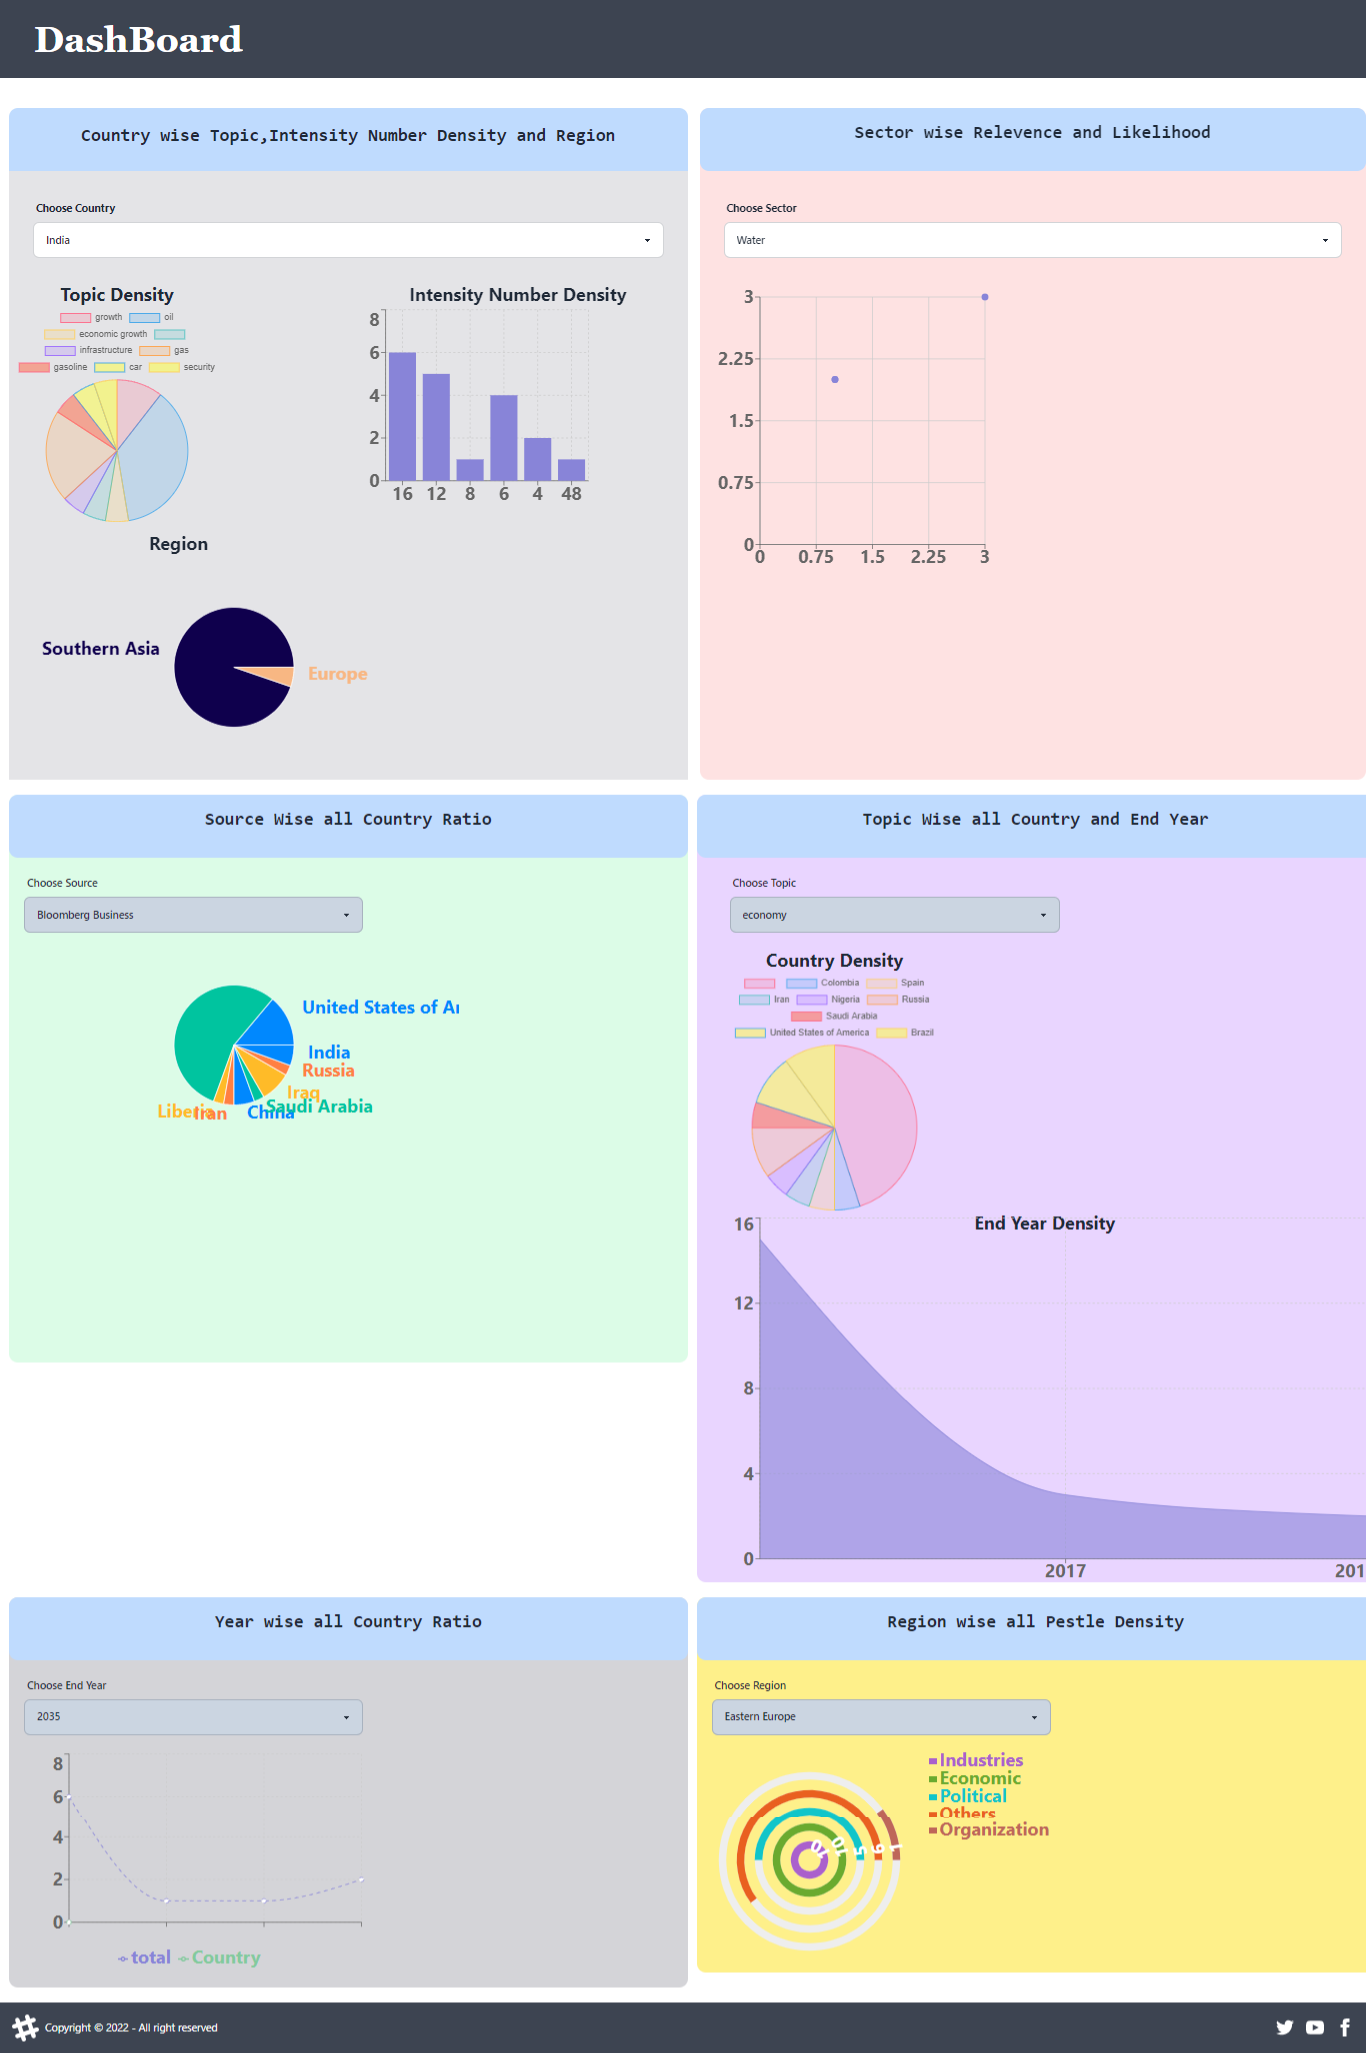 DashBoard
Country wise Topic,Intensity Number Density and Region
Choose Country
India
Topic Density
growth oil
economic growth
infrastructure gas
gasoline car security
Intensity Number Density
8
6
4
2
0
16 12 8 6 4 48
Region
Southern Asia
Europe
Sector wise Relevence and Likelihood
Choose Sector
Water
3
2.25
1.5
0.75
0
0 0.75 1.5 2.25 3
Source Wise all Country Ratio
Choose Source
Bloomberg Business
United States of A
India
Russia
Iraq
Saudi Arabia
China
Iran
Liberia
Topic Wise all Country and End Year
Choose Topic
economy
Country Density
Colombia Spain
Iran Nigeria Russia
Saudi Arabia
United States of America Brazil
End Year Density
16
12
8
4
0
2017 201
Year wise all Country Ratio
Choose End Year
2035
8
6
4
2
0
total Country
Region wise all Pestle Density
Choose Region
Eastern Europe
Industries
Economic
Political
Others
Organization
10 10 5 6 1
Copyright © 2022 - All right reserved